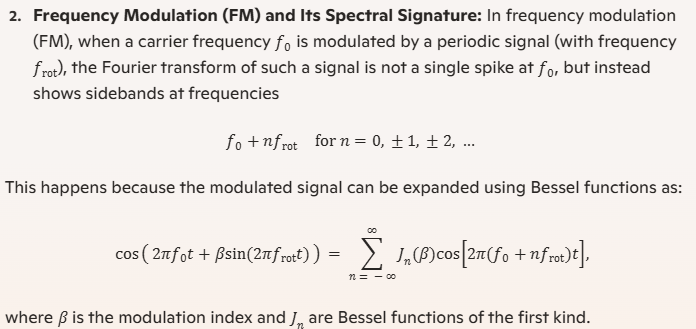 2. Frequency Modulation (FM) and Its Spectral Signature: In frequency modulation
(FM), when a carrier frequency f₀ is modulated by a periodic signal (with frequency
f_rot), the Fourier transform of such a signal is not a single spike at f₀, but instead
shows sidebands at frequencies
f₀ + nf_rot for n = 0, ± 1, ± 2, ...
This happens because the modulated signal can be expanded using Bessel functions as:
cos(2πf₀t + βsin(2πf_rot t)) = ∑_{n = −∞}^{∞} J_n(β)cos[2π(f₀ + nf_rot)t],
where β is the modulation index and J_n are Bessel functions of the first kind.